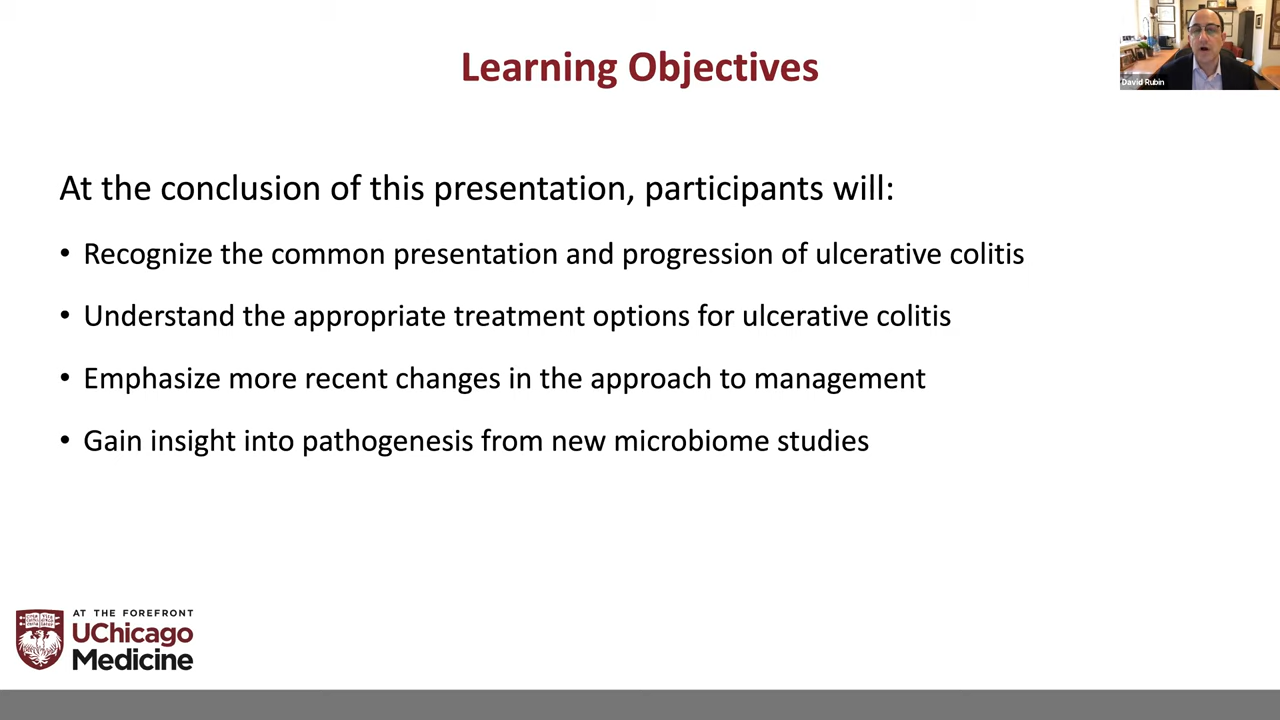 Learning Objectives
David Rubin
At the conclusion of this presentation, participants will:
• Recognize the common presentation and progression of ulcerative colitis
• Understand the appropriate treatment options for ulcerative colitis
• Emphasize more recent changes in the approach to management
• Gain insight into pathogenesis from new microbiome studies
AT THE FOREFRONT
UChicago
Medicine